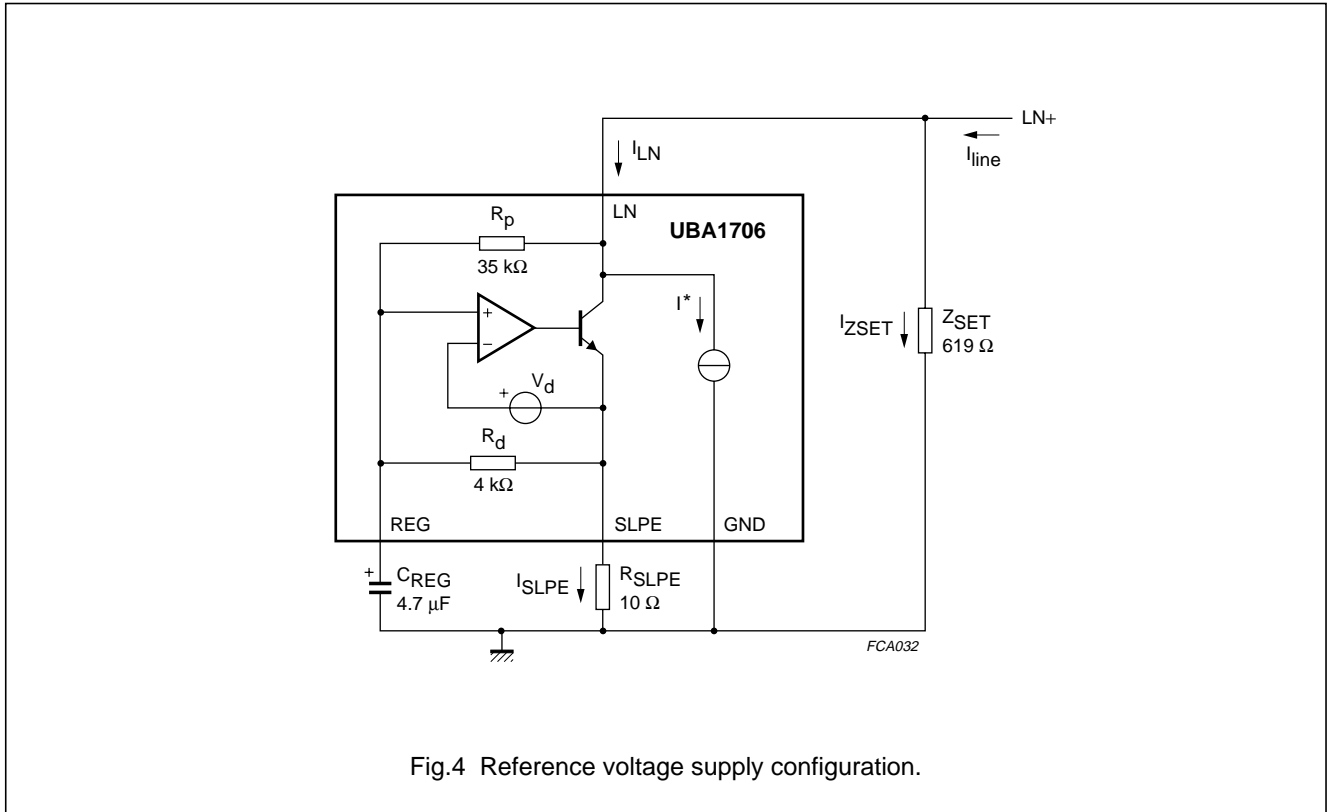 LN+
I_line
I_LN
LN
UBA1706
R_p
35 kΩ
+
−
I*
I_ZSET
Z_SET
619 Ω
+
V_d
R_d
4 kΩ
REG
SLPE
GND
+
C_REG
4.7 µF
I_SLPE
R_SLPE
10 Ω
FCA032
Fig.4 Reference voltage supply configuration.